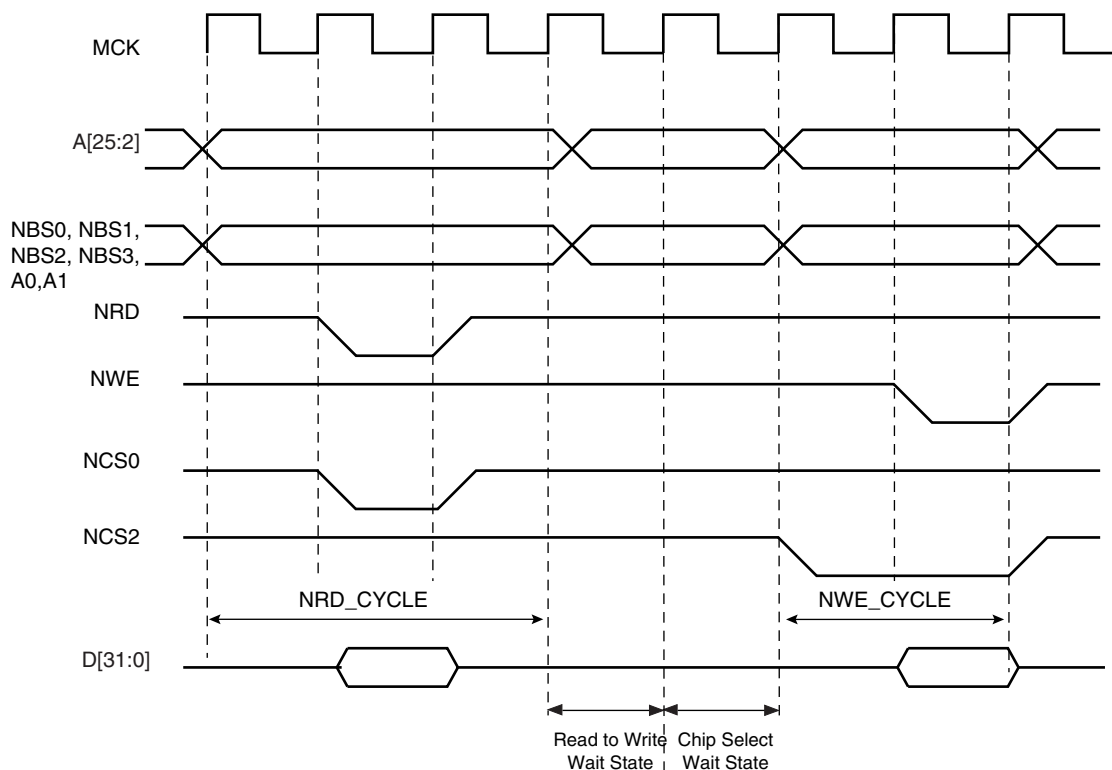 MCK
A[25:2]
NBS0, NBS1,
NBS2, NBS3,
A0,A1
NRD
NWE
NCS0
NCS2
NRD_CYCLE
NWE_CYCLE
D[31:0]
Read to Write
Wait State
Chip Select
Wait State